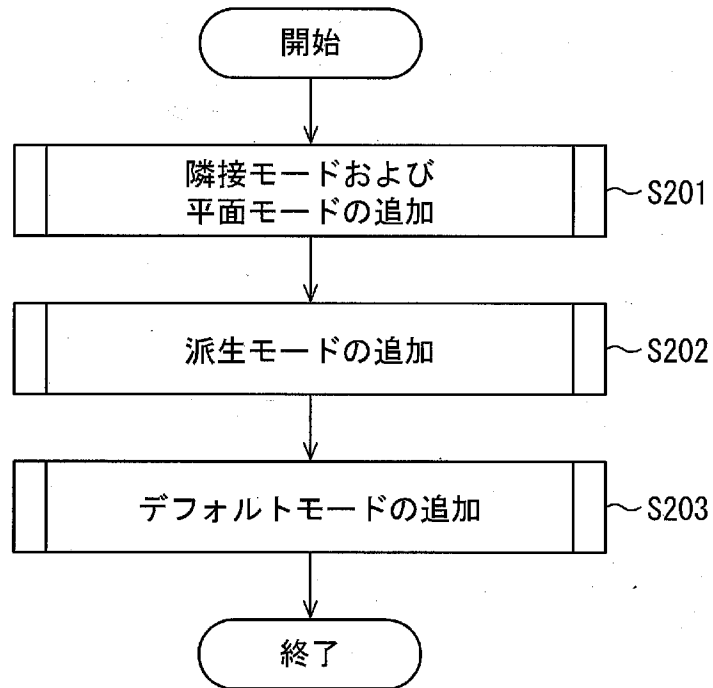 開始
隣接モードおよび
平面モードの追加
S201
派生モードの追加
S202
デフォルトモードの追加
S203
終了